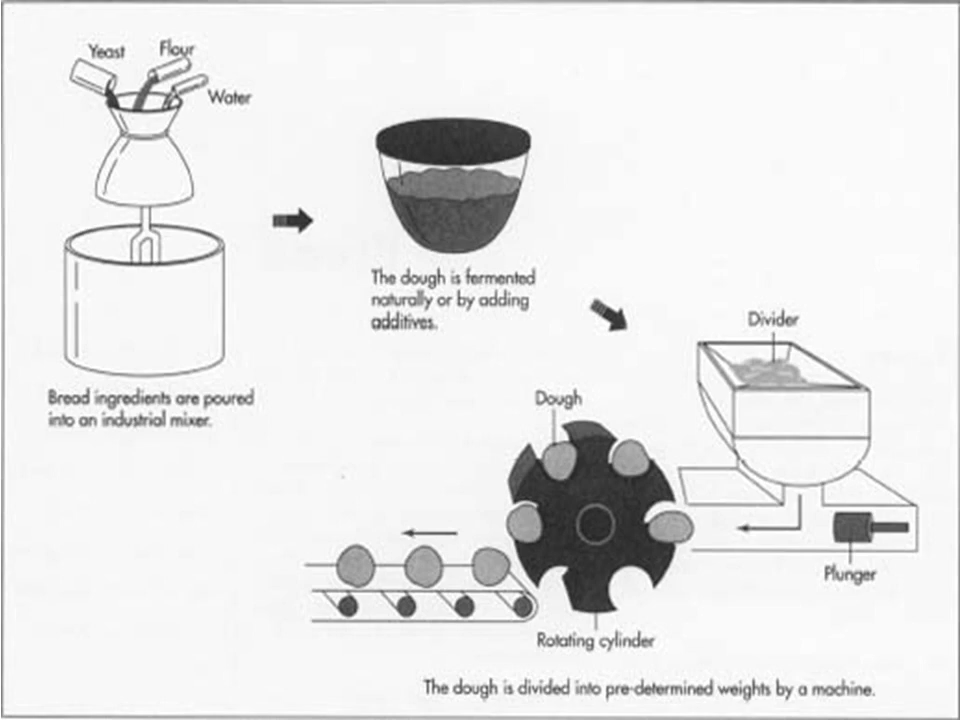 Yeast
Flour
Water
Bread ingredients are poured
into an industrial mixer.
The dough is fermented
naturally or by adding
additives.
Divider
Dough
Plunger
Rotating cylinder
The dough is divided into pre-determined weights by a machine.